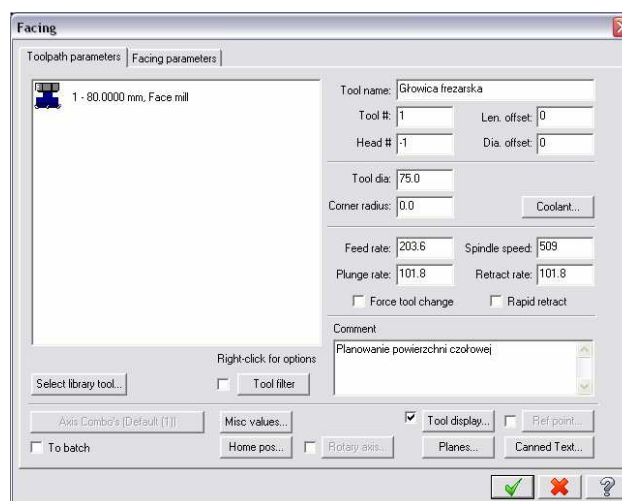 Facing
Toolpath parameters Facing parameters
1 - 80.0000 mm, Face mill
Tool name: Głowica frezarska
Tool #: 1 Len. offset: 0
Head # -1 Dia. offset: 0
Tool dia: 75.0
Corner radius: 0.0 Coolant...
Feed rate: 203.6 Spindle speed: 509
Plunge rate: 101.8 Retract rate: 101.8
Force tool change Rapid retract
Comment
Planowanie powierzchni czołowej
Right-click for options
Select library tool... Tool filter
Axis Combo's (Default (1)) Misc values... Tool display... Ref point...
To batch Home pos... Rotary axis... Planes... Canned Text...